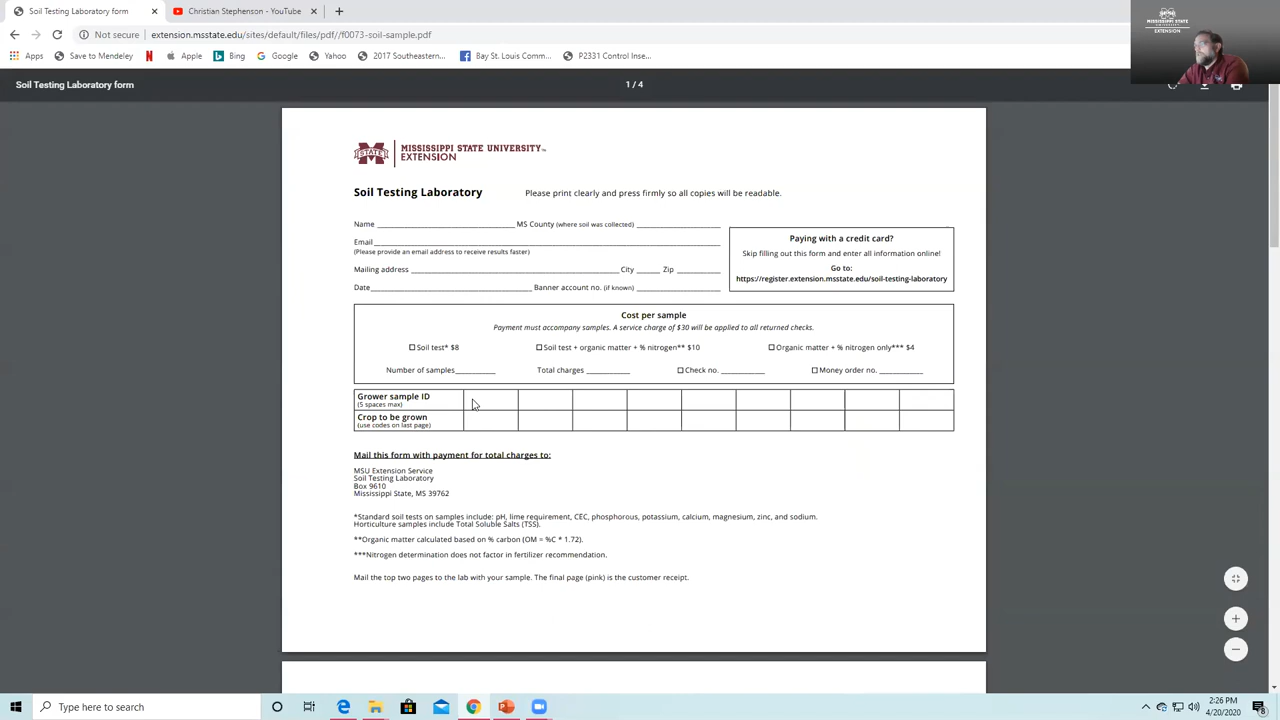 Soil Testing Laboratory form
Christian Stephenson - YouTube
Not secure extension.msstate.edu/sites/default/files/pdf//f0073-soil-sample.pdf
Apps Save to Mendeley Apple Bing Google Yahoo 2017 Southeastern... Bay St. Louis Comm... P2331 Control Inse...
MISSISSIPPI STATE
UNIVERSITY
EXTENSION
Soil Testing Laboratory form 1 / 4
STATE
MISSISSIPPI STATE UNIVERSITY™
EXTENSION
Soil Testing Laboratory Please print clearly and press firmly so all copies will be readable.
Name MS County (where soil was collected)
Email
(Please provide an email address to receive results faster)
Mailing address City Zip
Date Banner account no. (if known)
Paying with a credit card?
Skip filling out this form and enter all information online!
Go to:
https://register.extension.msstate.edu/soil-testing-laboratory
Cost per sample
Payment must accompany samples. A service charge of $30 will be applied to all returned checks.
☐ Soil test* $8 ☐ Soil test + organic matter + % nitrogen** $10 ☐ Organic matter + % nitrogen only*** $4
Number of samples Total charges ☐ Check no. ☐ Money order no.
Grower sample ID
(5 spaces max)
Crop to be grown
(use codes on last page)
Mail this form with payment for total charges to:
MSU Extension Service
Soil Testing Laboratory
Box 9610
Mississippi State, MS 39762
*Standard soil tests on samples include: pH, lime requirement, CEC, phosphorous, potassium, calcium, magnesium, zinc, and sodium.
Horticulture samples include Total Soluble Salts (TSS).
**Organic matter calculated based on % carbon (OM = %C * 1.72).
***Nitrogen determination does not factor in fertilizer recommendation.
Mail the top two pages to the lab with your sample. The final page (pink) is the customer receipt.
Type here to search
2:26 PM
4/20/2020
8